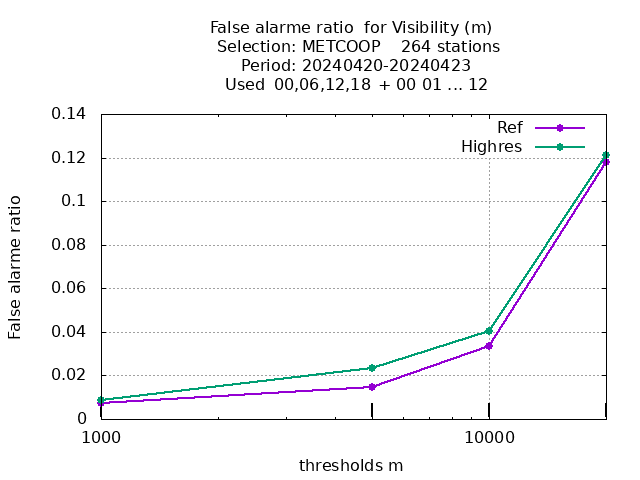 False alarme ratio  for Visibility (m)
Selection: METCOOP    264 stations
Period: 20240420-20240423
Used  00,06,12,18  + 00 01 ... 12
0.14
0.12
0.1
0.08
0.06
0.04
0.02
0
False alarme ratio
Ref
Highres
1000
10000
thresholds m